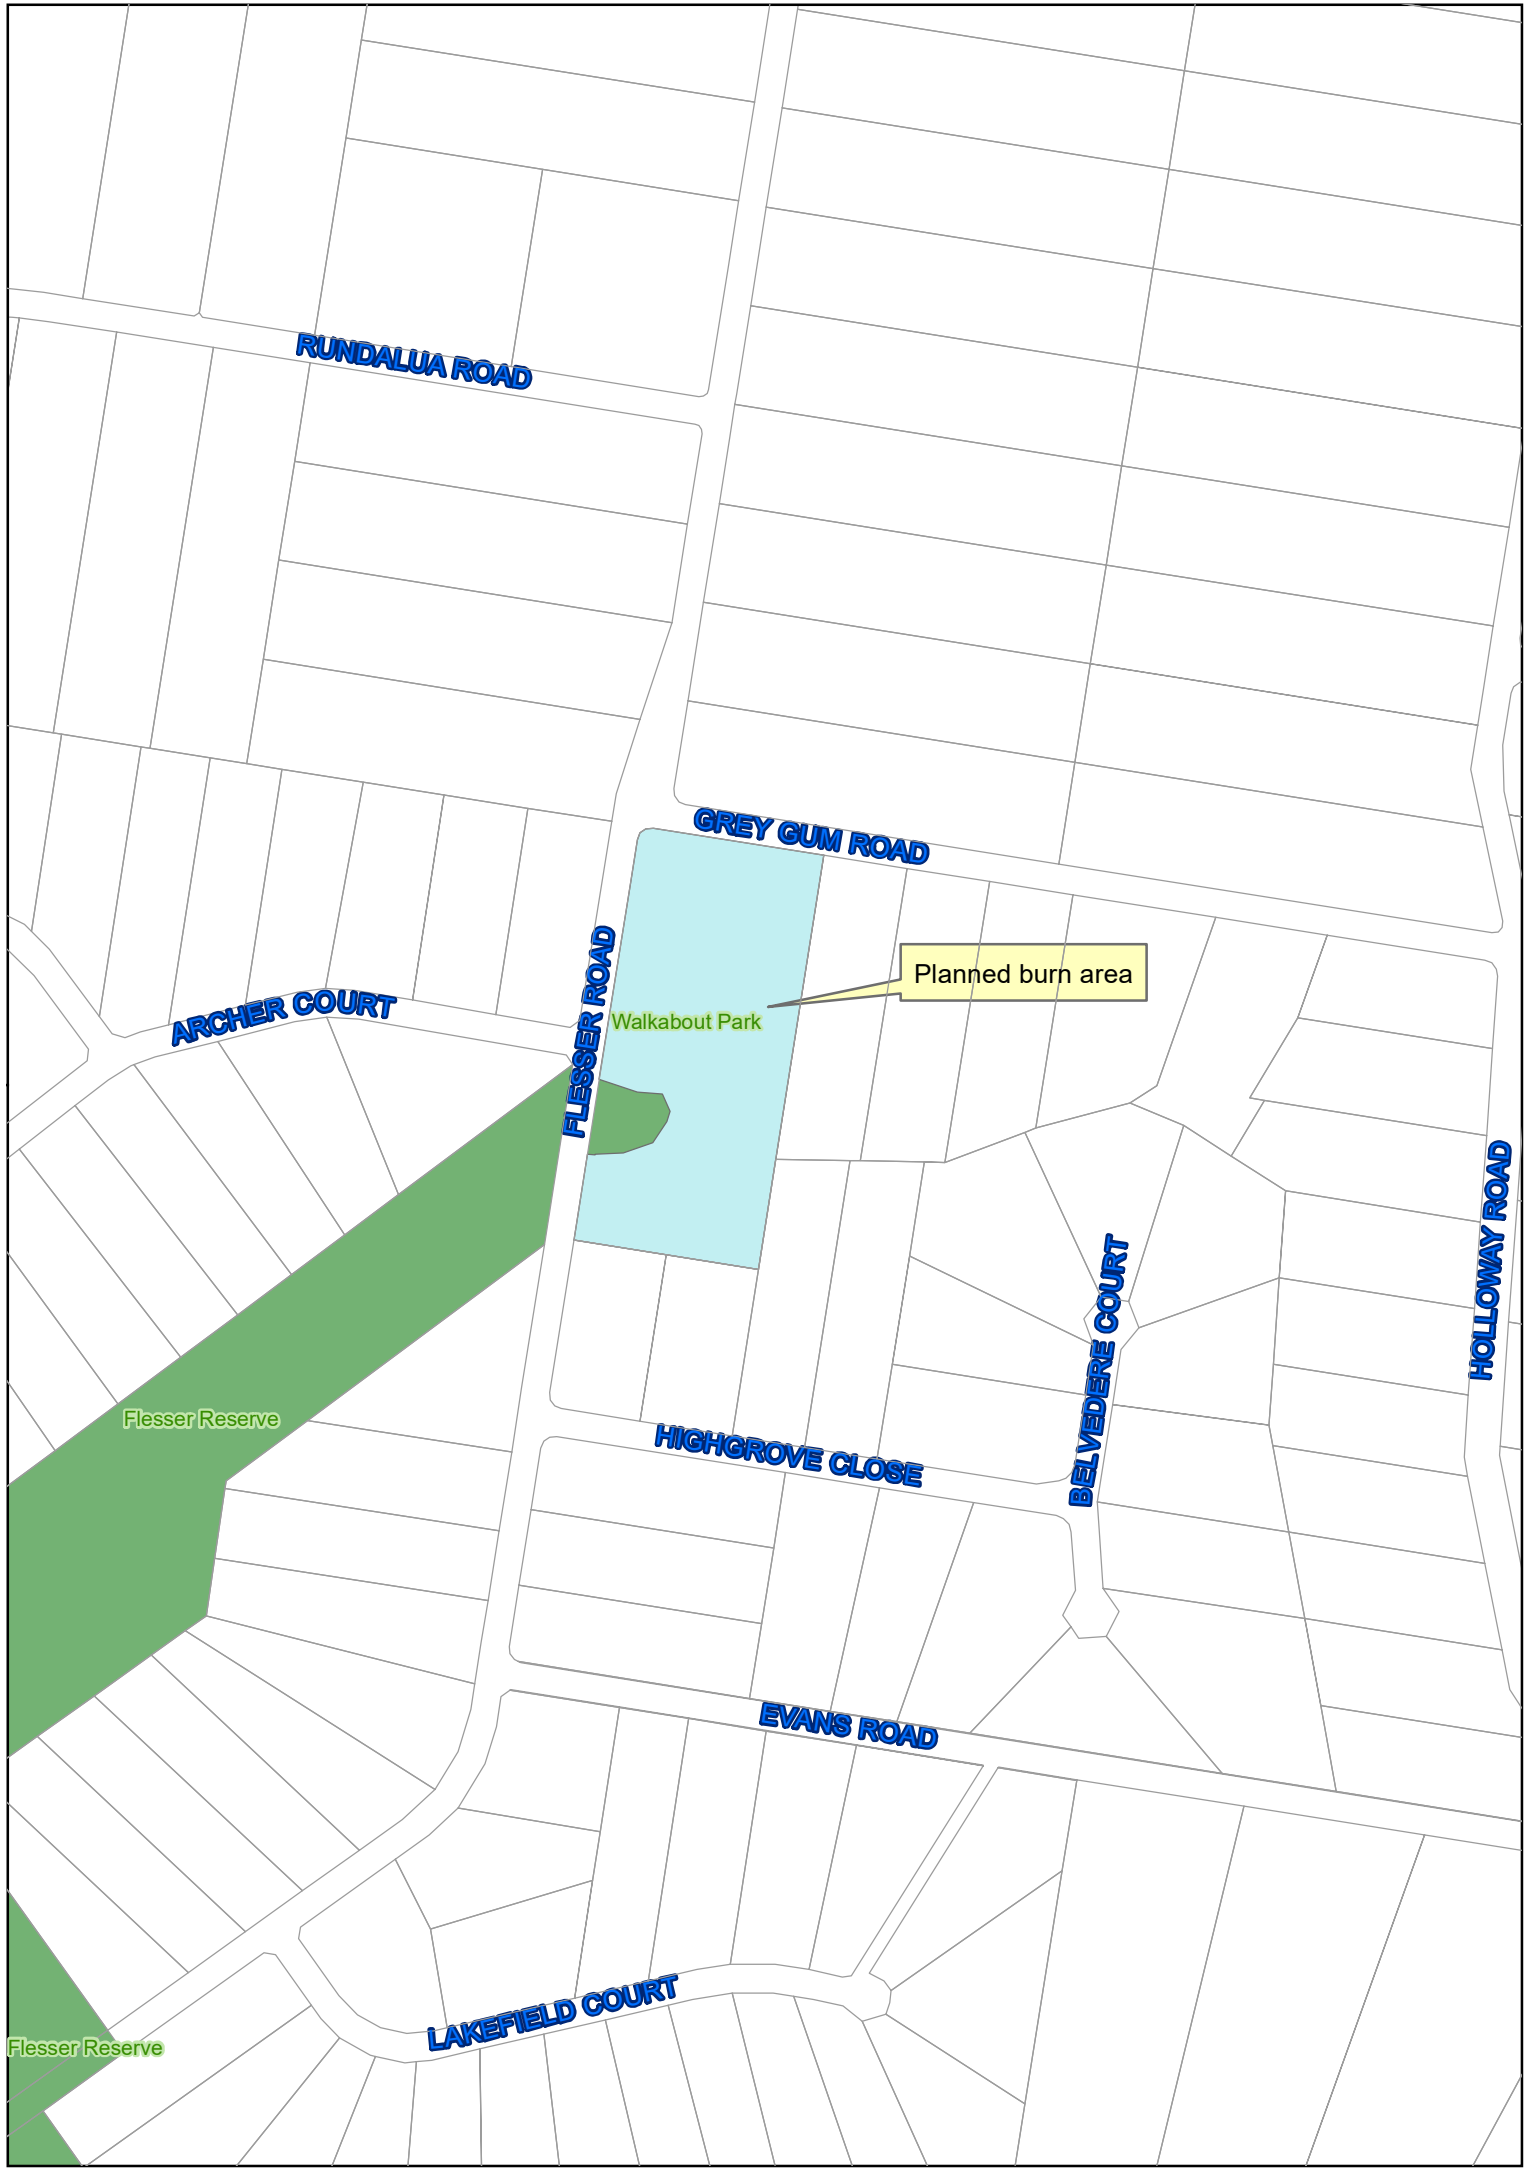 RUNDALUA ROAD
GREY GUM ROAD
FLESSER ROAD
Planned burn area
ARCHER COURT
Walkabout Park
HOLLOWAY ROAD
BELVEDERE COURT
Flesser Reserve
HIGHGROVE CLOSE
EVANS ROAD
LAKEFIELD COURT
Flesser Reserve